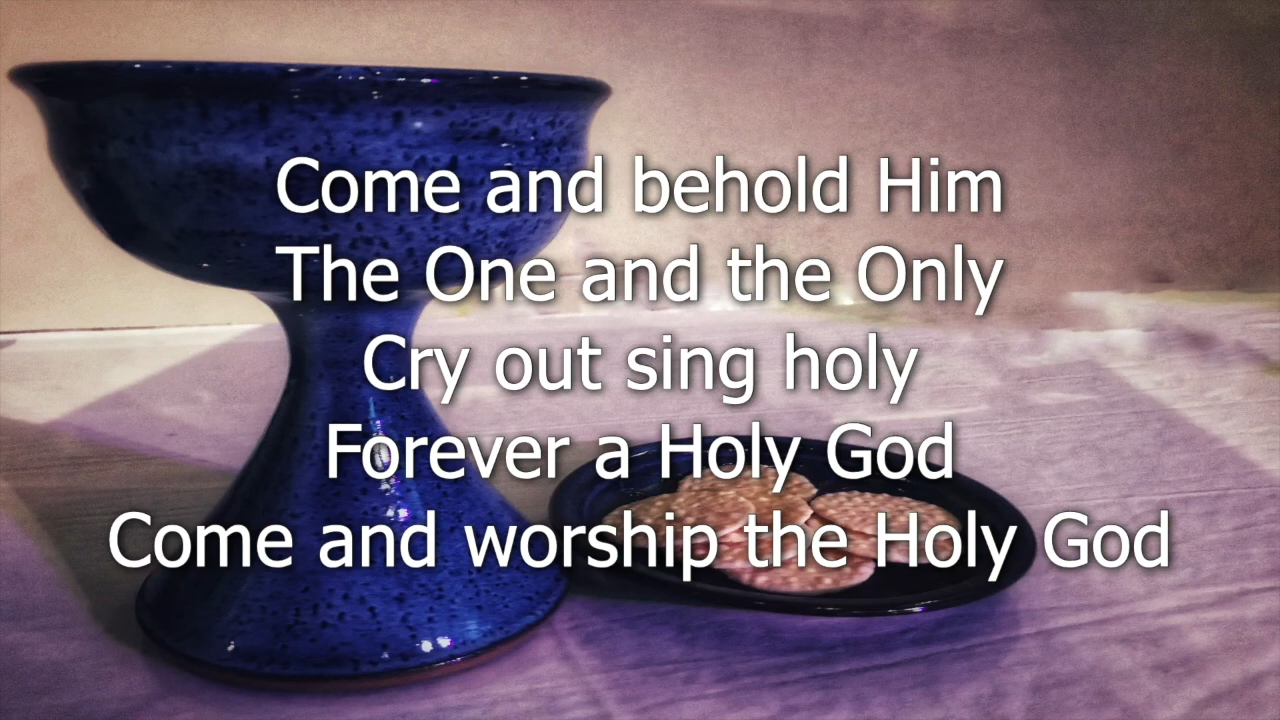 Come and behold Him
The One and the Only
Cry out sing holy
Forever a Holy God
Come and worship the Holy God